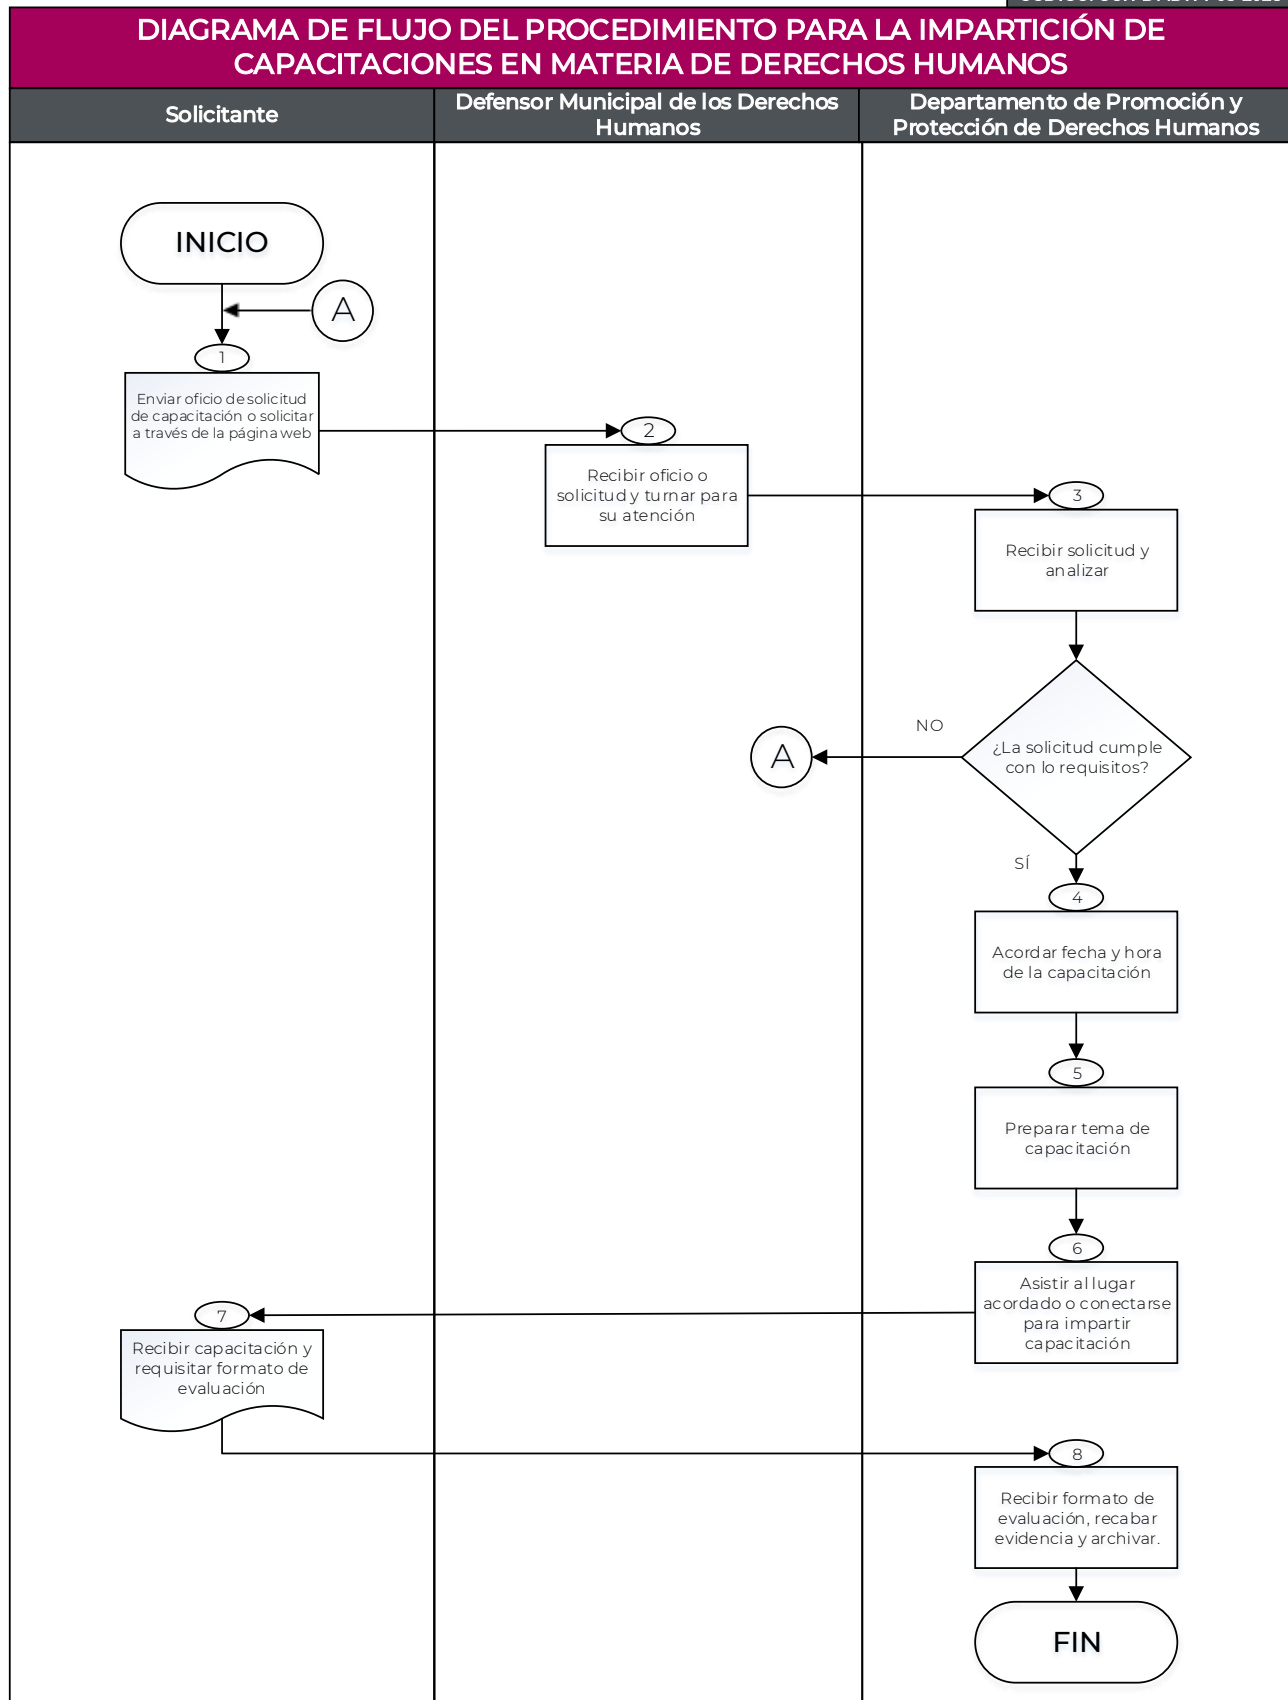 DIAGRAMA DE FLUJO DEL PROCEDIMIENTO PARA LA IMPARTICIÓN DE
CAPACITACIONES EN MATERIA DE DERECHOS HUMANOS
Solicitante
Defensor Municipal de los Derechos
Humanos
Departamento de Promoción y
Protección de Derechos Humanos
INICIO
A
1
Enviar oficio de solicitud
de capacitación o solicitar
a través de la página web
2
Recibir oficio o
solicitud y turnar para
su atención
3
Recibir solicitud y
analizar
¿La solicitud cumple
con lo requisitos?
NO
A
SÍ
4
Acordar fecha y hora
de la capacitación
5
Preparar tema de
capacitación
6
Asistir al lugar
acordado o conectarse
para impartir
capacitación
7
Recibir capacitación y
requisitar formato de
evaluación
8
Recibir formato de
evaluación, recabar
evidencia y archivar.
FIN